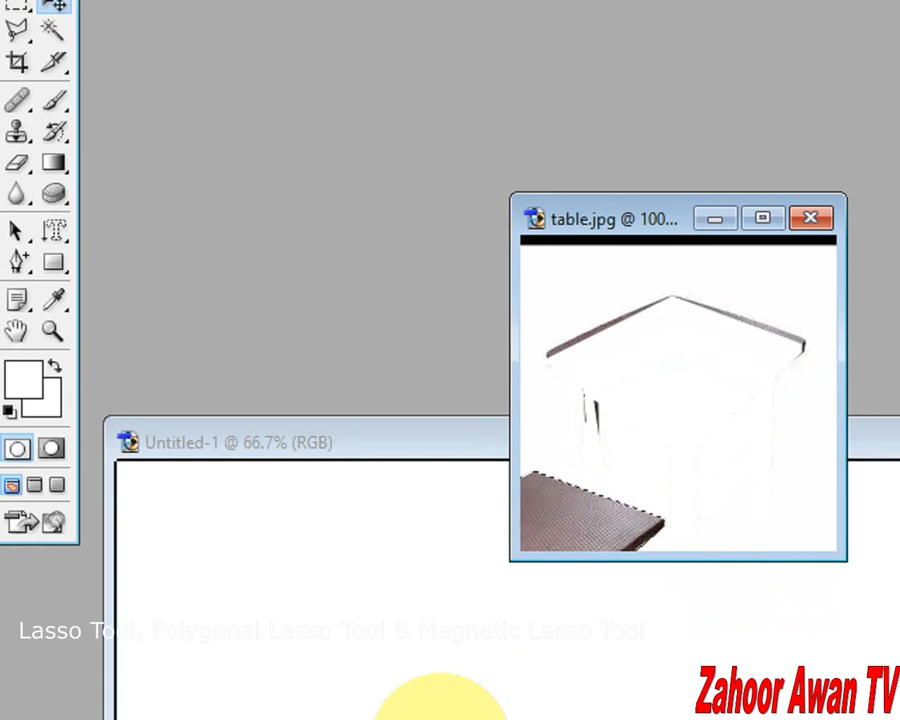 table.jpg @ 100...
Untitled-1 @ 66.7% (RGB)
Lasso Tool, Polygonal Lasso Tool & Magnetic Lasso Tool
Zahoor Awan TV